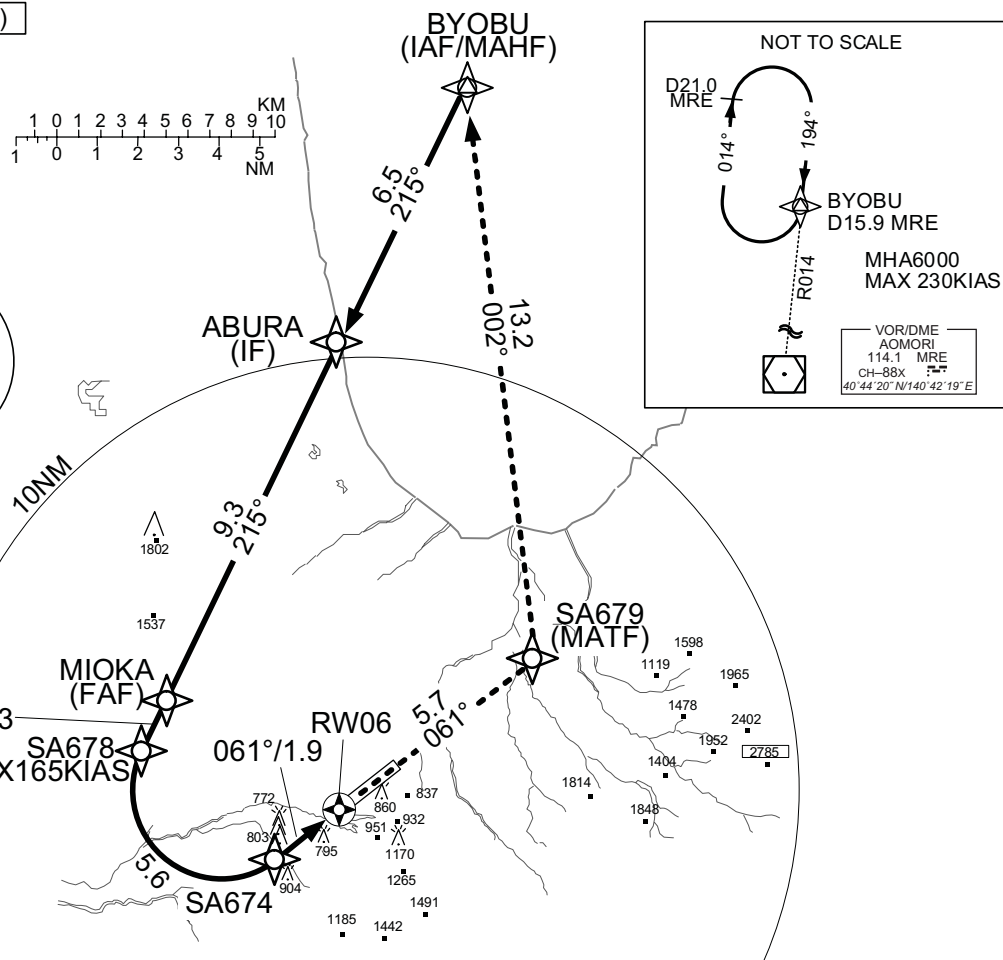 )
BYOBU
(IAF/MAHF)
KM
1 0 1 2 3 4 5 6 7 8 9 10
1 0 1 2 3 4 5
NM
6.5
215°
ABURA
(IF)
13.2
002°
10NM
9.3
215°
1802
1537
MIOKA
(FAF)
3
SA678
X165KIAS
061°/1.9
RW06
5.7
061°
SA679
(MATF)
5.6
SA674
772
803
904
795
860
837
932
951
1170
1265
1491
1185
1442
1598
1119
1965
1478
2402
1952
2785
1404
1814
1848
NOT TO SCALE
D21.0
MRE
014°
194°
BYOBU
D15.9 MRE
MHA6000
MAX 230KIAS
R014
VOR/DME
AOMORI
114.1 MRE
CH–88X
40°44'20"N/140°42'19"E